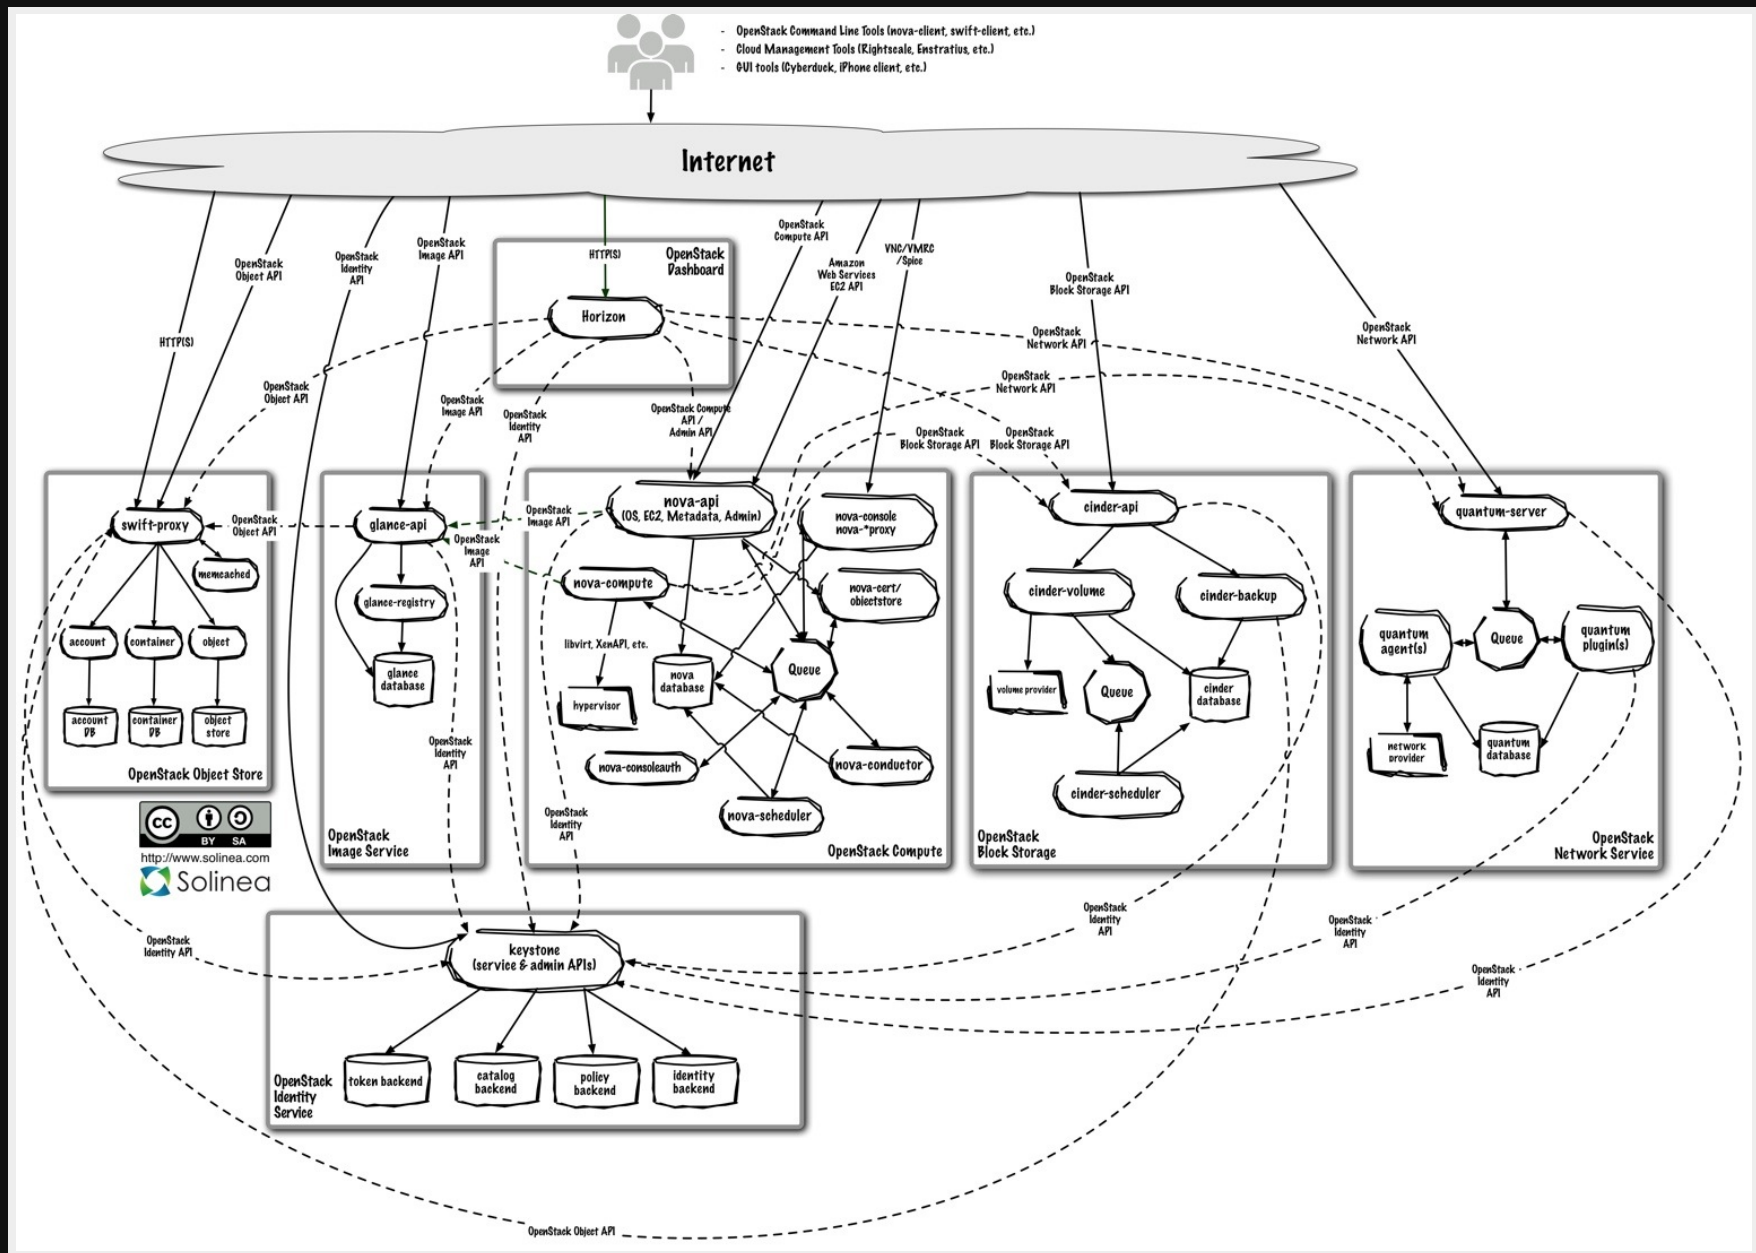 - OpenStack Command Line Tools (nova-client, swift-client, etc.)
- Cloud Management Tools (Rightscale, Enstratius, etc.)
- GUI tools (Cyberduck, iPhone client, etc.)
Internet
HTTP(S)
OpenStack
Object API
OpenStack
Identity
API
OpenStack
Image API
HTTP(S)
OpenStack
Dashboard
Horizon
OpenStack
Compute API
Amazon
Web Services
EC2 API
VNC/VMRC
/Spice
OpenStack
Block Storage API
OpenStack
Network API
OpenStack
Network API
OpenStack
Network API
OpenStack
Object API
OpenStack
Image API
OpenStack
Identity
API
OpenStack Compute
API /
Admin API
OpenStack
Block Storage API
OpenStack
Block Storage API
swift-proxy
OpenStack
Object API
memcached
account
container
object
account
DB
container
DB
object
store
OpenStack Object Store
glance-api
glance-registry
glance
database
OpenStack
Identity
API
OpenStack
Image Service
OpenStack
Image API
OpenStack
Image
API
nova-api
(OS, EC2, Metadata, Admin)
nova-console
nova-*proxy
nova-compute
nova-cert/
objectstore
libvirt, XenAPI, etc.
hypervisor
nova
database
Queue
nova-consoleauth
nova-conductor
nova-scheduler
OpenStack
Identity
API
OpenStack Compute
cinder-api
cinder-volume
cinder-backup
volume provider
Queue
cinder
database
cinder-scheduler
OpenStack
Block Storage
quantum-server
quantum
agent(s)
Queue
quantum
plugin(s)
network
provider
quantum
database
OpenStack
Network Service
cc
BY SA
http://www.solinea.com
Solinea
OpenStack
Identity API
keystone
(service & admin APIs)
token backend
catalog
backend
policy
backend
identity
backend
OpenStack
Identity
Service
OpenStack
Identity
API
OpenStack
Identity
API
OpenStack
Identity
API
OpenStack Object API